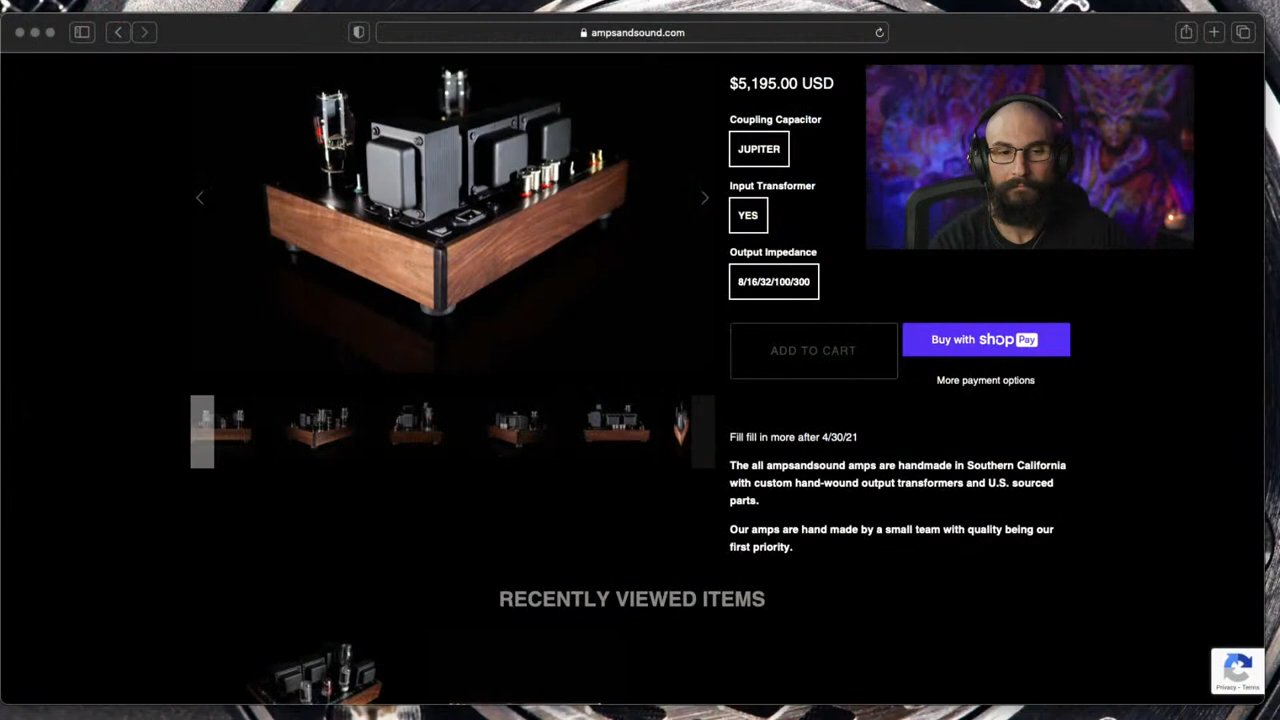 ampsandsound.com
$5,195.00 USD
Coupling Capacitor
JUPITER
Input Transformer
YES
Output Impedance
8/16/32/100/300
ADD TO CART
Buy with shop Pay
More payment options
Fill fill in more after 4/30/21
The all ampsandsound amps are handmade in Southern California
with custom hand-wound output transformers and U.S. sourced
parts.
Our amps are hand made by a small team with quality being our
first priority.
RECENTLY VIEWED ITEMS
Privacy - Terms